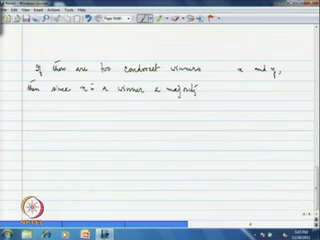 If there are two condorcet winners x and y,
then since x is a winner a majority